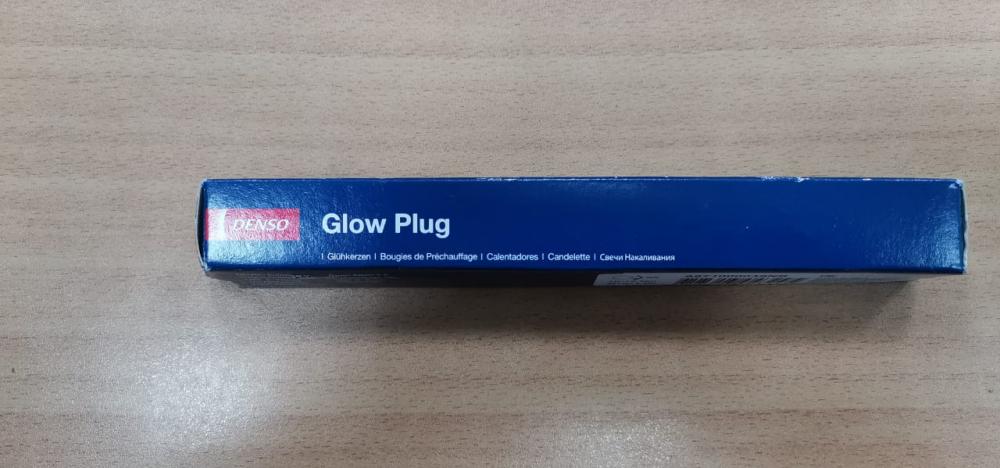 DENSO
Glow Plug
| Glühkerzen | Bougies de Préchauffage | Calentadores | Candelette | Свечи Накаливания